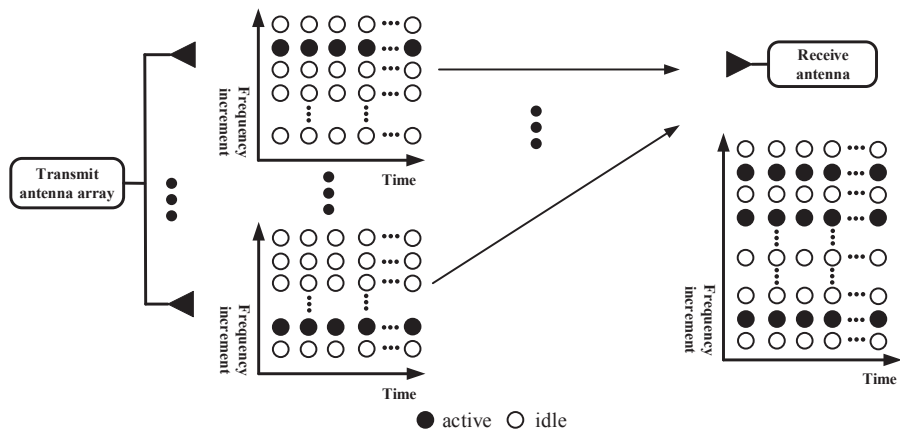 Transmit
antenna array
Frequency
increment
Time
Frequency
increment
Time
Receive
antenna
Frequency
increment
Time
active
idle